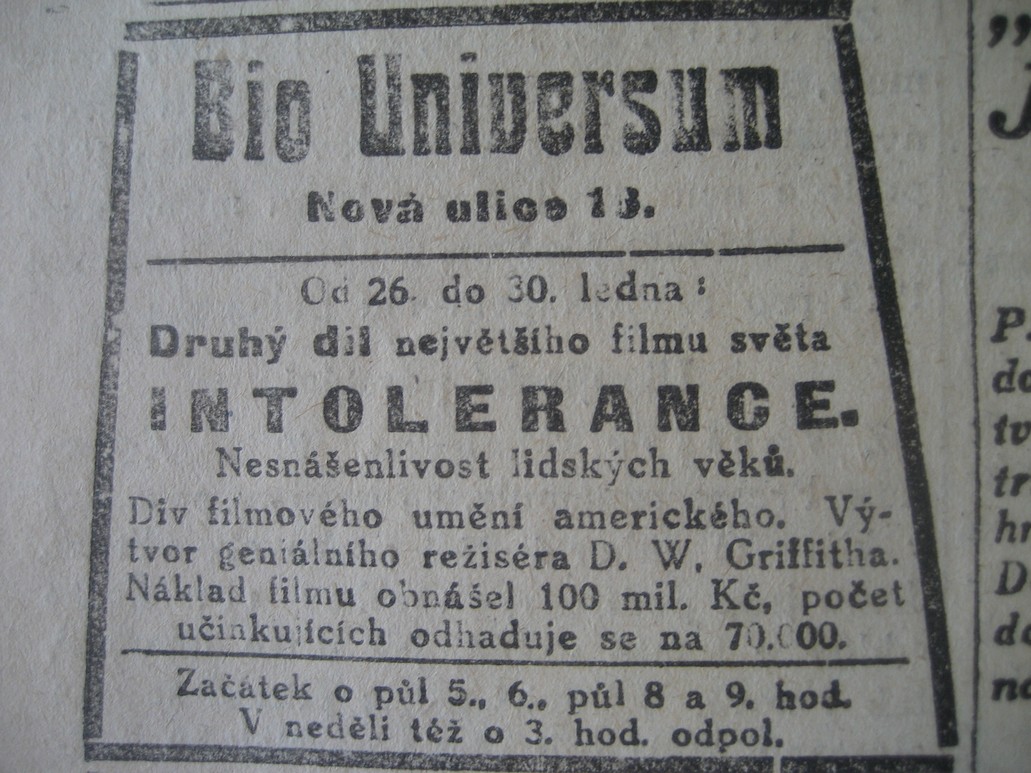 Bio Universum
Nová ulice 13.
Od 26. do 30. ledna:
Druhý díl největšího filmu světa
INTOLERANCE.
Nesnášenlivost lidských věků.
Div filmového umění amerického. Vý-
tvor geniálního režiséra D. W. Griffitha.
Náklad filmu obnášel 100 mil. Kč, počet
učinkujících odhaduje se na 70.000.
Začátek o půl 5., 6., půl 8 a 9. hod.
V neděli též o 3. hod. odpol.